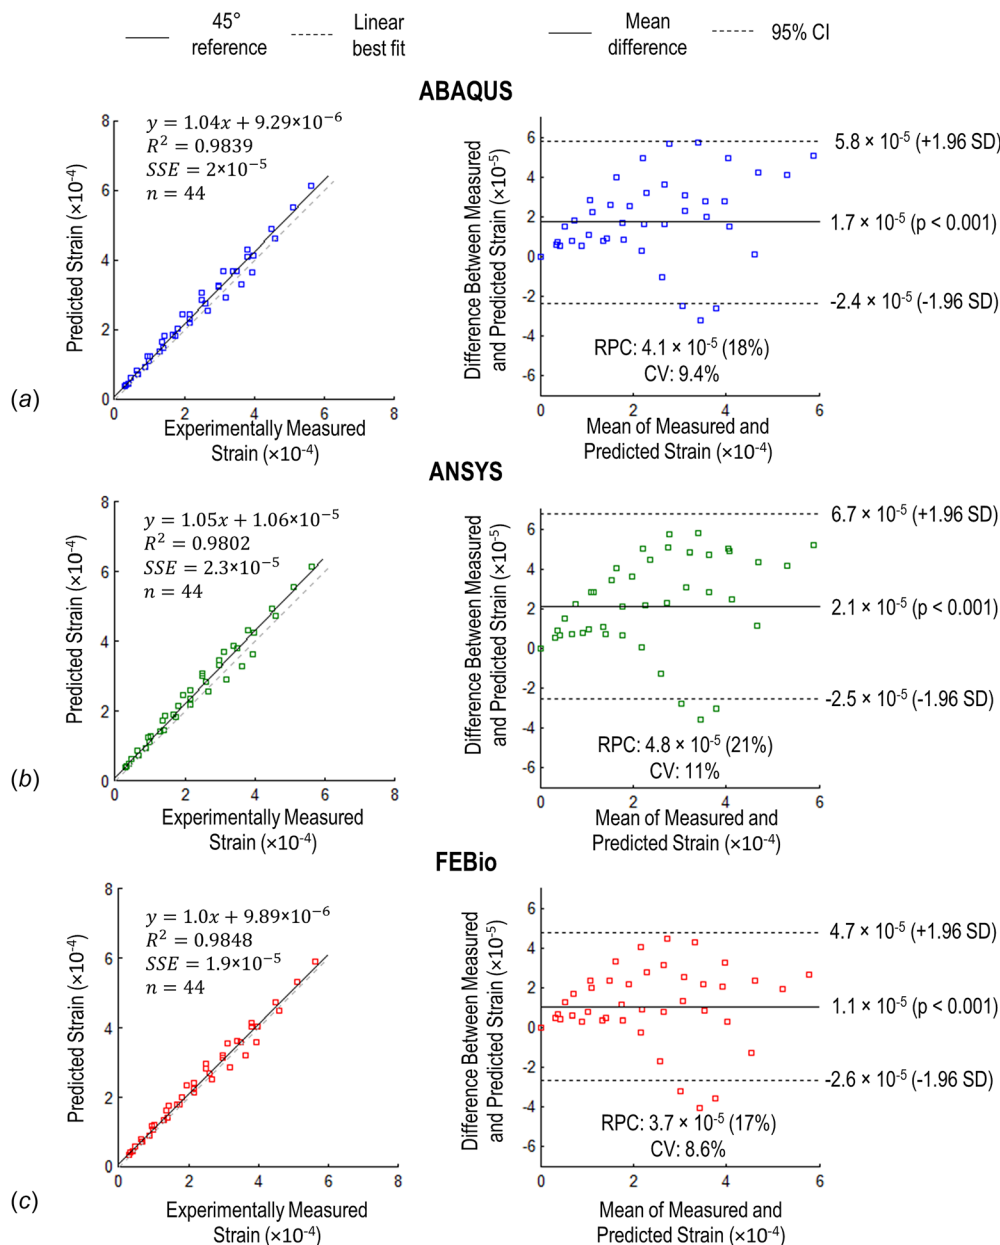 45°
reference
Linear
best fit
Mean
difference
95% CI
ABAQUS
y = 1.04x + 9.29×10⁻⁶
R² = 0.9839
SSE = 2×10⁻⁵
n = 44
Predicted Strain (×10⁻⁴)
8
6
4
2
0
0 2 4 6 8
Experimentally Measured
Strain (×10⁻⁴)
(a)
Difference Between Measured
and Predicted Strain (×10⁻⁵)
6
4
2
0
-2
-4
-6
0 2 4 6
Mean of Measured and
Predicted Strain (×10⁻⁴)
5.8 × 10⁻⁵ (+1.96 SD)
1.7 × 10⁻⁵ (p < 0.001)
-2.4 × 10⁻⁵ (-1.96 SD)
RPC: 4.1 × 10⁻⁵ (18%)
CV: 9.4%
ANSYS
y = 1.05x + 1.06×10⁻⁵
R² = 0.9802
SSE = 2.3×10⁻⁵
n = 44
Predicted Strain (×10⁻⁴)
8
6
4
2
0
0 2 4 6 8
Experimentally Measured
Strain (×10⁻⁴)
(b)
Difference Between Measured
and Predicted Strain (×10⁻⁵)
6
4
2
0
-2
-4
-6
0 2 4 6
Mean of Measured and
Predicted Strain (×10⁻⁴)
6.7 × 10⁻⁵ (+1.96 SD)
2.1 × 10⁻⁵ (p < 0.001)
-2.5 × 10⁻⁵ (-1.96 SD)
RPC: 4.8 × 10⁻⁵ (21%)
CV: 11%
FEBio
y = 1.0x + 9.89×10⁻⁶
R² = 0.9848
SSE = 1.9×10⁻⁵
n = 44
Predicted Strain (×10⁻⁴)
8
6
4
2
0
0 2 4 6 8
Experimentally Measured
Strain (×10⁻⁴)
(c)
Difference Between Measured
and Predicted Strain (×10⁻⁵)
6
4
2
0
-2
-4
-6
0 2 4 6
Mean of Measured and
Predicted Strain (×10⁻⁴)
4.7 × 10⁻⁵ (+1.96 SD)
1.1 × 10⁻⁵ (p < 0.001)
-2.6 × 10⁻⁵ (-1.96 SD)
RPC: 3.7 × 10⁻⁵ (17%)
CV: 8.6%